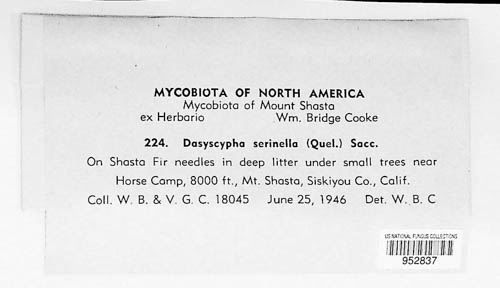 MYCOBIOTA OF NORTH AMERICA
Mycobiota of Mount Shasta
ex Herbario Wm. Bridge Cooke
224. Dasyscypha serinella (Quel.) Sacc.
On Shasta Fir needles in deep litter under small trees near
Horse Camp, 8000 ft., Mt. Shasta, Siskiyou Co., Calif.
Coll. W. B. & V. G. C. 18045 June 25, 1946 Det. W. B. C
US NATIONAL FUNGUS COLLECTIONS
952837